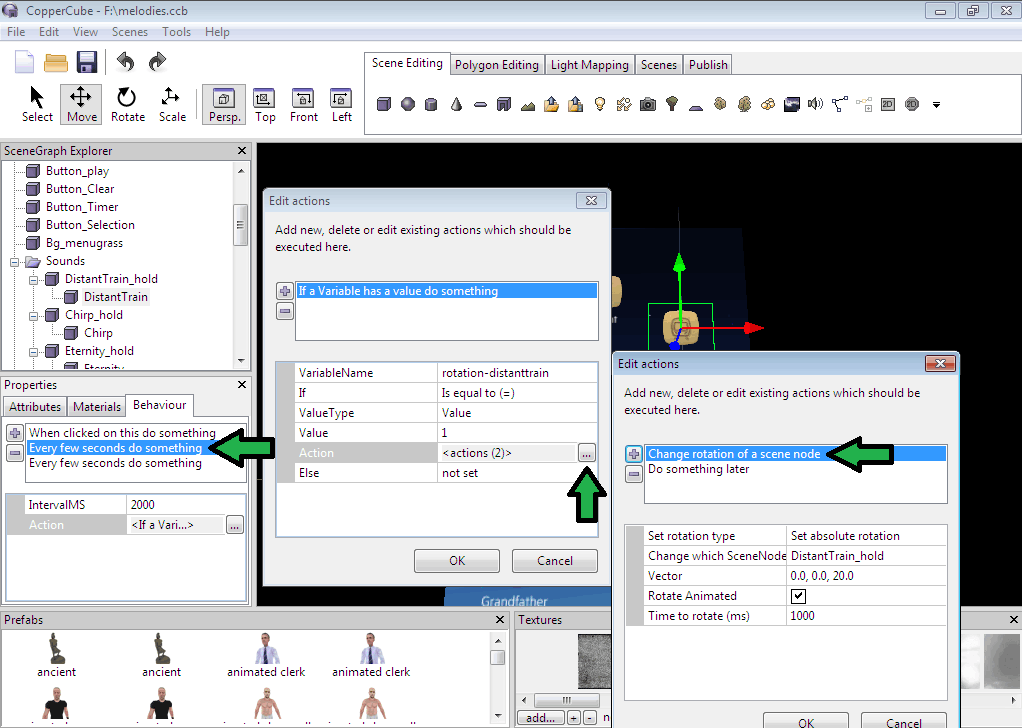 CopperCube - F:\melodies.ccb
File Edit View Scenes Tools Help
Scene Editing Polygon Editing Light Mapping Scenes Publish
Select Move Rotate Scale Persp. Top Front Left
2D 2D
SceneGraph Explorer
Button_play
Button_Clear
Button_Timer
Button_Selection
Bg_menugrass
Sounds
DistantTrain_hold
DistantTrain
Chirp_hold
Chirp
Eternity_hold
Eternity
Properties
Attributes Materials Behaviour
When clicked on this do something
Every few seconds do something
Every few seconds do something
IntervalMS 2000
Action <If a Vari...> ...
Edit actions
Add new, delete or edit existing actions which should be
executed here.
If a Variable has a value do something
VariableName rotation-distanttrain
If Is equal to (=)
ValueType Value
Value 1
Action <actions (2)> ...
Else not set
OK Cancel
Grandfather
Edit actions
Add new, delete or edit existing actions which should be
executed here.
Change rotation of a scene node
Do something later
Set rotation type Set absolute rotation
Change which SceneNode DistantTrain_hold
Vector 0.0, 0.0, 20.0
Rotate Animated
Time to rotate (ms) 1000
OK Cancel
Prefabs
ancient ancient animated clerk animated clerk
Textures
add... + -